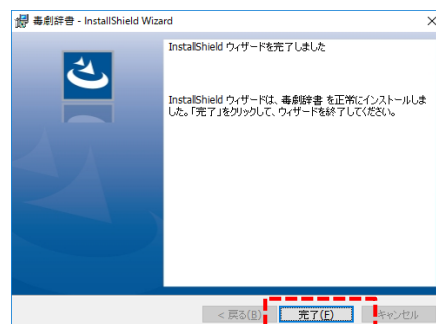 毒劇辞書 - InstallShield Wizard
InstallShield ウィザードを完了しました
InstallShield ウィザードは、毒劇辞書 を正常にインストールしま
した。「完了」をクリックして、ウィザードを終了してください。
< 戻る(B) 完了(F) キャンセル